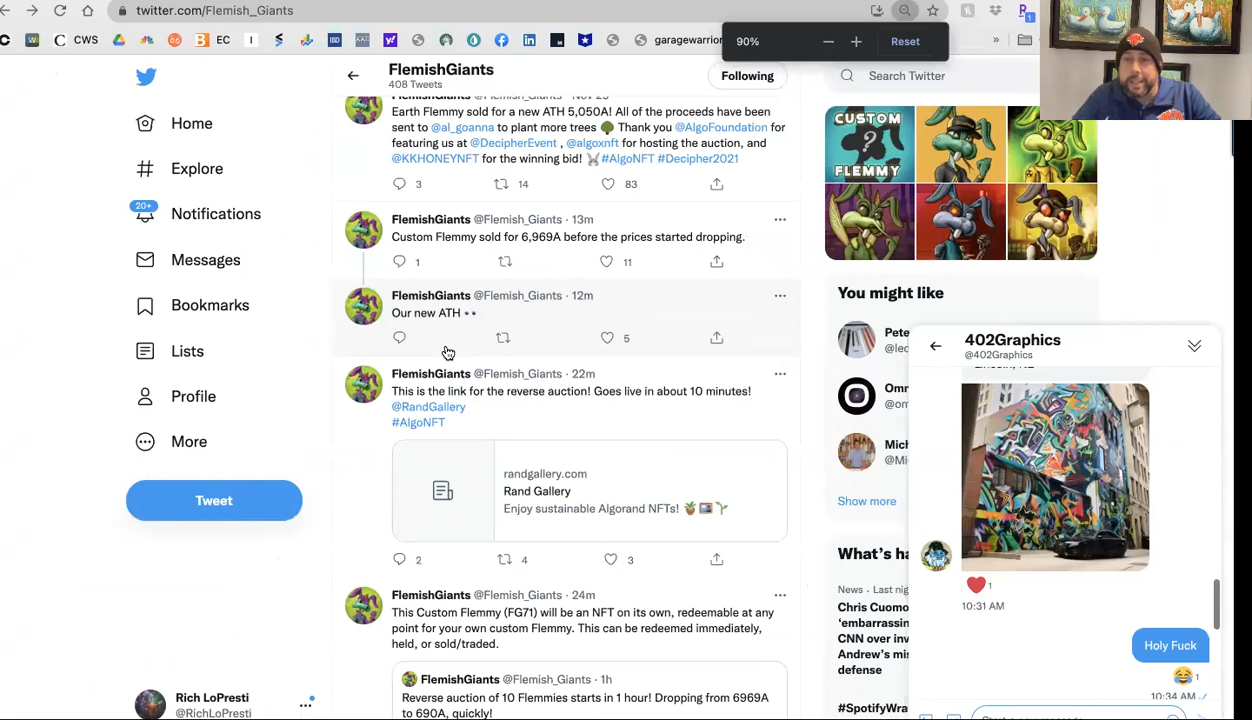 twitter.com/Flemish_Giants
CWS
EC
garagewarrior
90%
Reset
Home
Explore
20+
Notifications
Messages
Bookmarks
Lists
Profile
More
Tweet
Rich LoPresti
@RichLoPresti
FlemishGiants
408 Tweets
Following
Earth Flemmy sold for a new ATH 5,050A! All of the proceeds have been
sent to @al_goanna to plant more trees 🌳 Thank you @AlgoFoundation for
featuring us at @DecipherEvent , @algoxnft for hosting the auction, and
@KKHONEYNFT for the winning bid! #AlgoNFT #Decipher2021
3 14 83
FlemishGiants @Flemish_Giants · 13m
Custom Flemmy sold for 6,969A before the prices started dropping.
1 11
FlemishGiants @Flemish_Giants · 12m
Our new ATH 👀
5
FlemishGiants @Flemish_Giants · 22m
This is the link for the reverse auction! Goes live in about 10 minutes!
@RandGallery
#AlgoNFT
randgallery.com
Rand Gallery
Enjoy sustainable Algorand NFTs!
2 4 3
FlemishGiants @Flemish_Giants · 24m
This Custom Flemmy (FG71) will be an NFT on its own, redeemable at any
point for your own custom Flemmy. This can be redeemed immediately,
held, or sold/traded.
FlemishGiants @Flemish_Giants · 1h
Reverse auction of 10 Flemmies starts in 1 hour! Dropping from 6969A
to 690A, quickly!
Search Twitter
CUSTOM
FLEMMY
You might like
Pete
@led
Omn
@om
Mich
@Mi
Show more
What's ha
News · Last nig
Chris Cuomo
'embarrassin
CNN over inv
Andrew's mis
defense
#SpotifyWra
402Graphics
@402Graphics
1
10:31 AM
Holy Fuck
1
10:34 AM